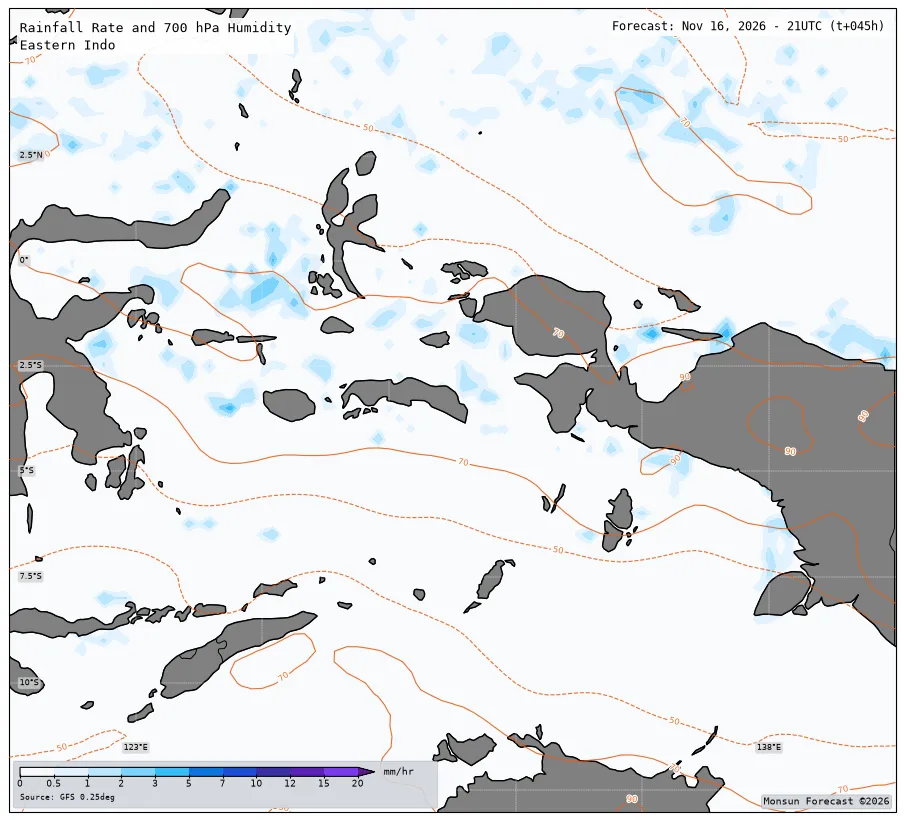 Rainfall Rate and 700 hPa Humidity
Eastern Indo
Forecast: Nov 16, 2026 - 21UTC (t+045h)
70
50
70
50
2.5°N
0°
70
2.5°S
90
90
90
70
90
5°S
50
7.5°S
70
10°S
50
50
123°E
138°E
70
90
mm/hr
0 0.5 1 2 3 5 7 10 12 15 20
Source: GFS 0.25deg
Monsun Forecast ©2026